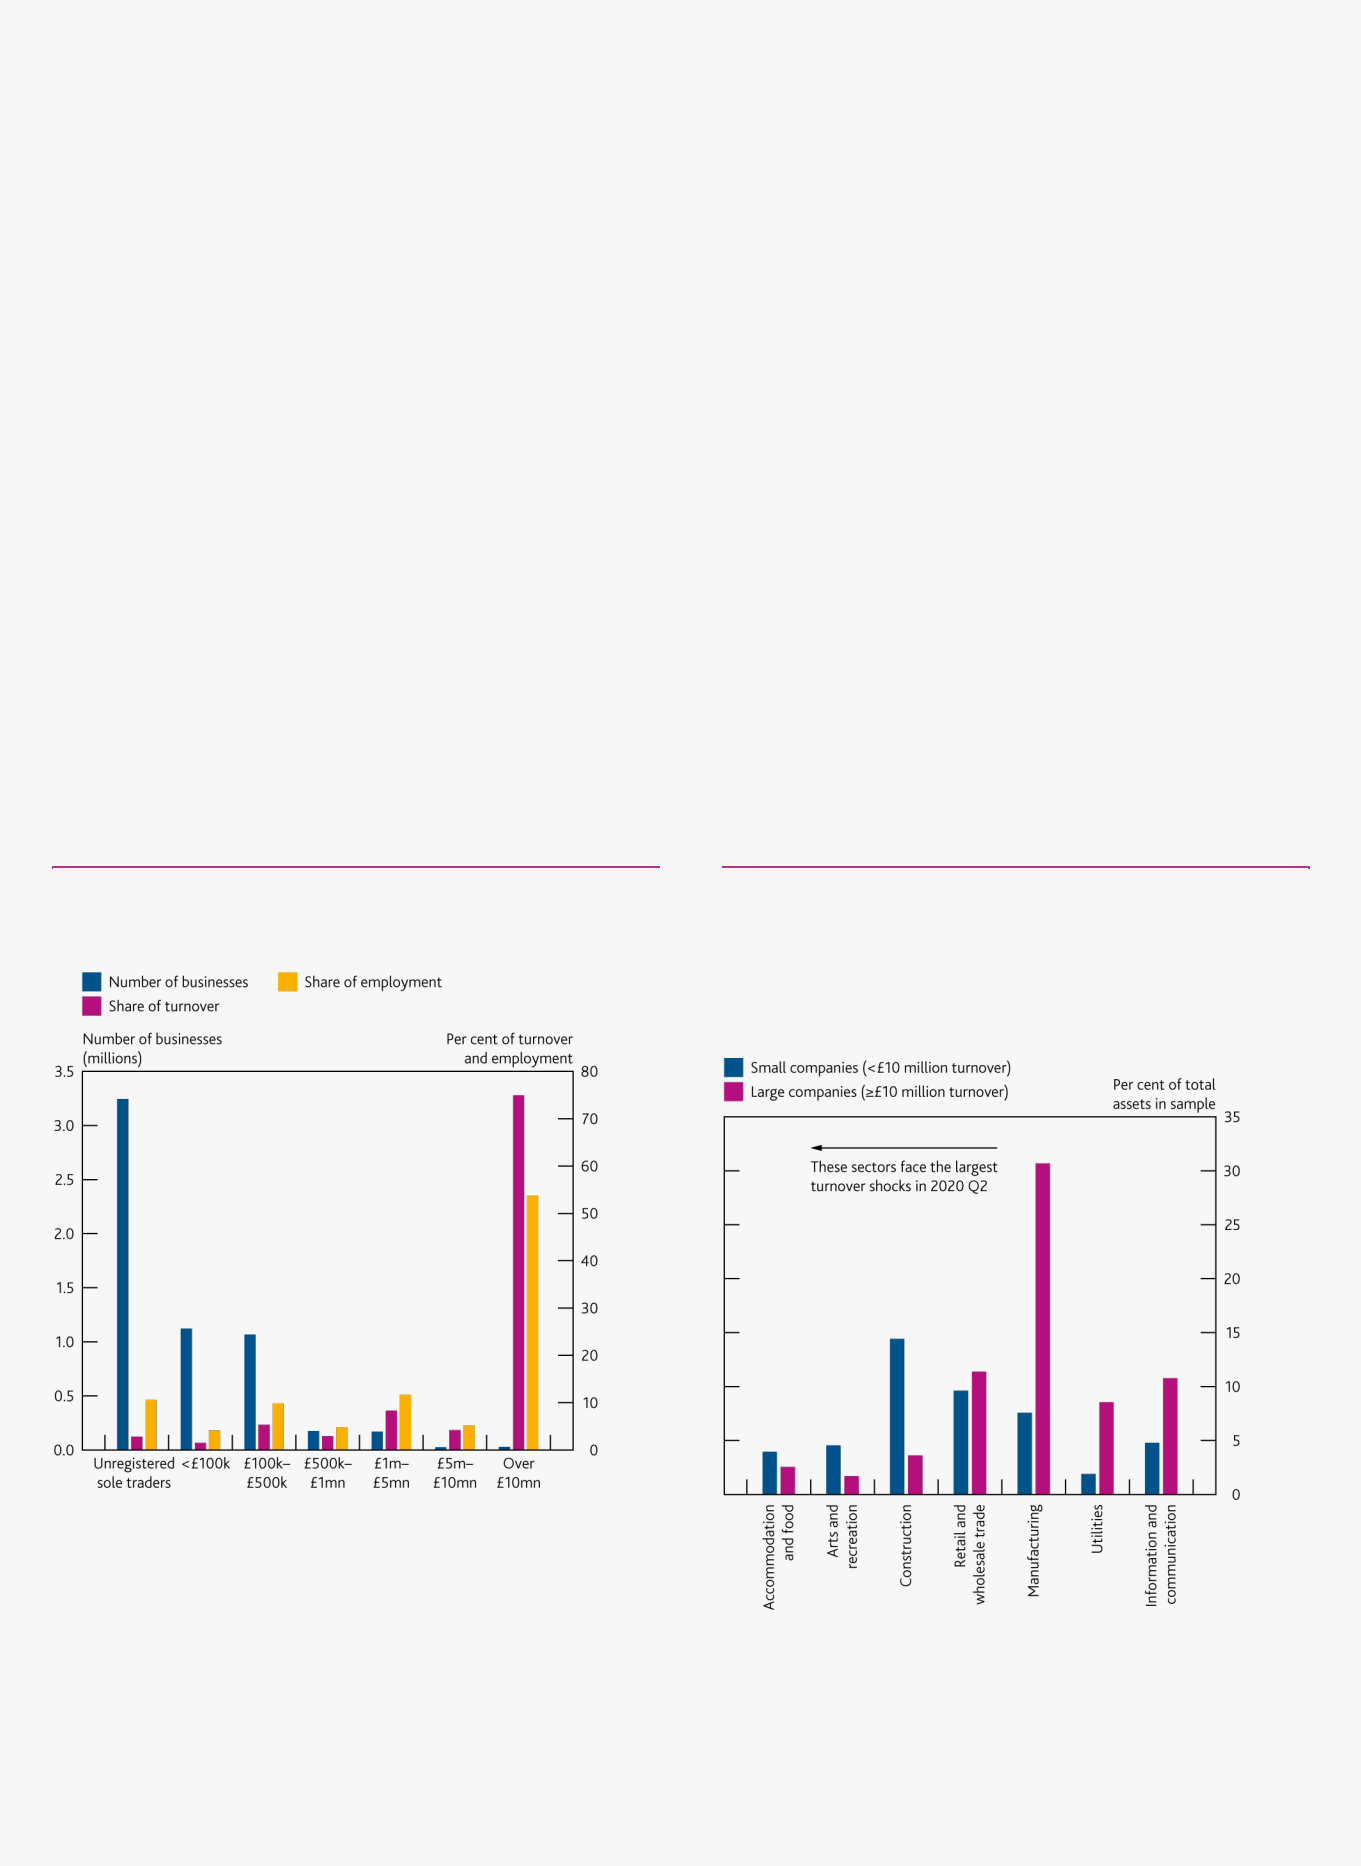 Number of businesses
Share of employment
Share of turnover
Number of businesses
(millions)
Per cent of turnover
and employment
3.5
3.0
2.5
2.0
1.5
1.0
0.5
0.0
80
70
60
50
40
30
20
10
0
Unregistered
sole traders
<£100k
£100k–
£500k
£500k–
£1mn
£1m–
£5mn
£5m–
£10mn
Over
£10mn
Small companies (<£10 million turnover)
Large companies (≥£10 million turnover)
Per cent of total
assets in sample
These sectors face the largest
turnover shocks in 2020 Q2
35
30
25
20
15
10
5
0
Accommodation
and food
Arts and
recreation
Construction
Retail and
wholesale trade
Manufacturing
Utilities
Information and
communication